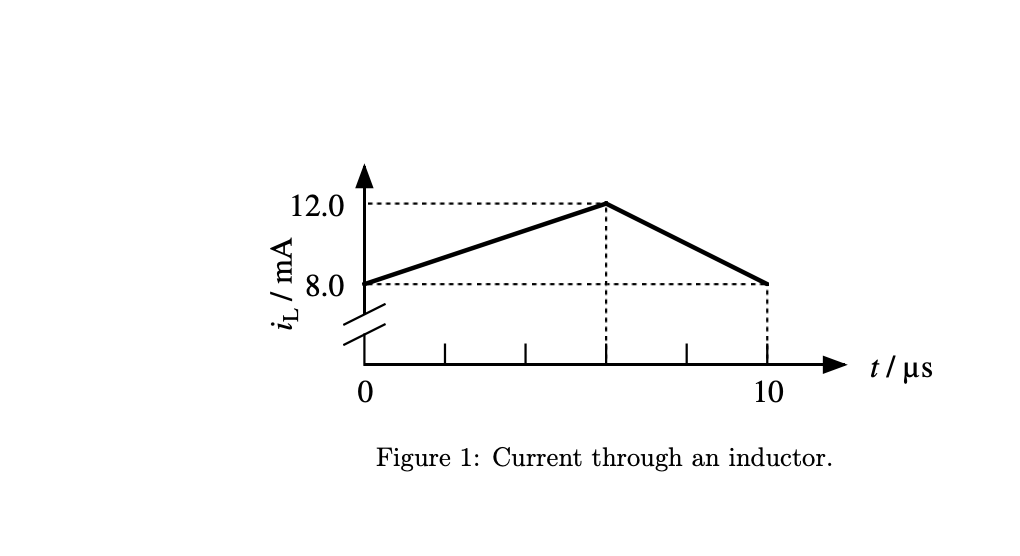 12.0
8.0
i_L / mA
0
10
t / μs
Figure 1: Current through an inductor.